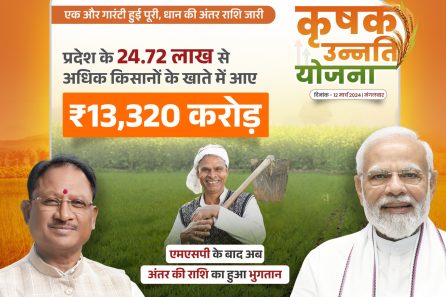 एक और गारंटी हुई पूरी, धान की अंतर राशि जारी
कृषक
उन्नति
योजना
दिनांक - 12 मार्च 2024 | मंगलवार
प्रदेश के 24.72 लाख से
अधिक किसानों के खाते में आए
₹13,320 करोड़
एमएसपी के बाद अब
अंतर की राशि का हुआ भुगतान